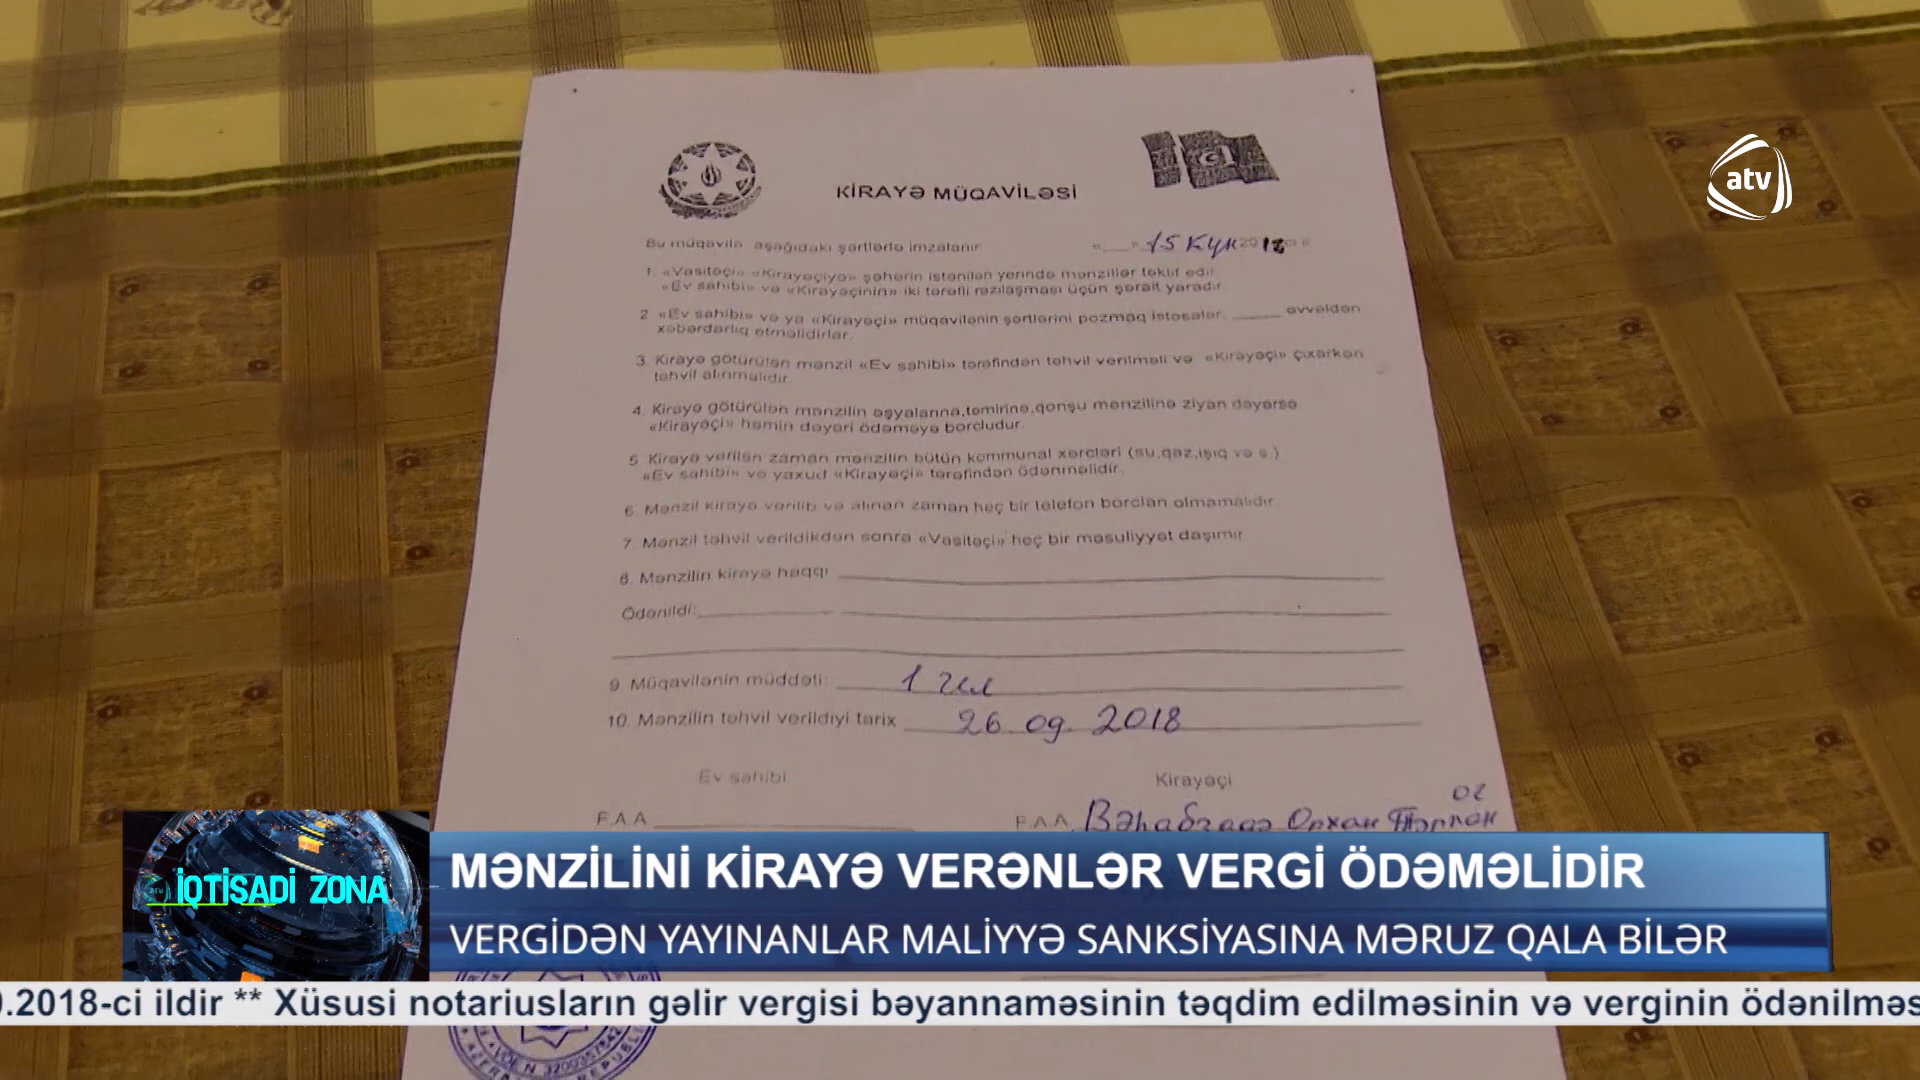 KİRAYƏ MÜQAVİLƏSİ
atv
Bu müqavilə aşağıdakı şərtlərlə imzalanır
1. «Vasitəçi» «Kirayəçiyə» şəhərin istənilən yerində mənzillər təklif edir.
«Ev sahibi» və «Kirayəçinin» iki tərəfli razılaşması üçün şərait yaradır.
2. «Ev sahibi» və ya «Kirayəçi» müqavilənin şərtlərini pozmaq istəsələr, _____ əvvəldən
xəbərdarlıq etməlidirlər.
3. Kirayə götürülən mənzil «Ev sahibi» tərəfindən təhvil verilməli və «Kirayəçi» çıxarkən
təhvil alınmalıdır.
4. Kirayə götürülən mənzilin əşyalarına,təmirinə,qonşu mənzilinə ziyan dəyərsə
«Kirayəçi» həmin dəyəri ödəməyə borcludur.
5. Kirayə verilən zaman mənzilin bütün kommunal xərcləri (su,qaz,işıq və s.)
«Ev sahibi» və yaxud «Kirayəçi» tərəfindən ödənməlidir.
6. Mənzil kirayə verilib və alınan zaman heç bir telefon borcları olmamalıdır.
7. Mənzil təhvil verildikdən sonra «Vasitəçi» heç bir məsuliyyət daşımır.
8. Mənzilin kirayə haqqı
Ödənildi:
9. Müqavilənin müddəti: 1 
10. Mənzilin təhvil verildiyi tarix 26.09.2018
Ev sahibi Kirayəçi
F.A.A. F.A.A. Орхан
İQTİSADİ ZONA
MƏNZİLİNİ KİRAYƏ VERƏNLƏR VERGİ ÖDƏMƏLİDİR
VERGİDƏN YAYINANLAR MALİYYƏ SANKSİYASINA MƏRUZ QALA BİLƏR
.2018-ci ildir ** Xüsusi notariusların gəlir vergisi bəyannaməsinin təqdim edilməsinin və verginin ödənilməs